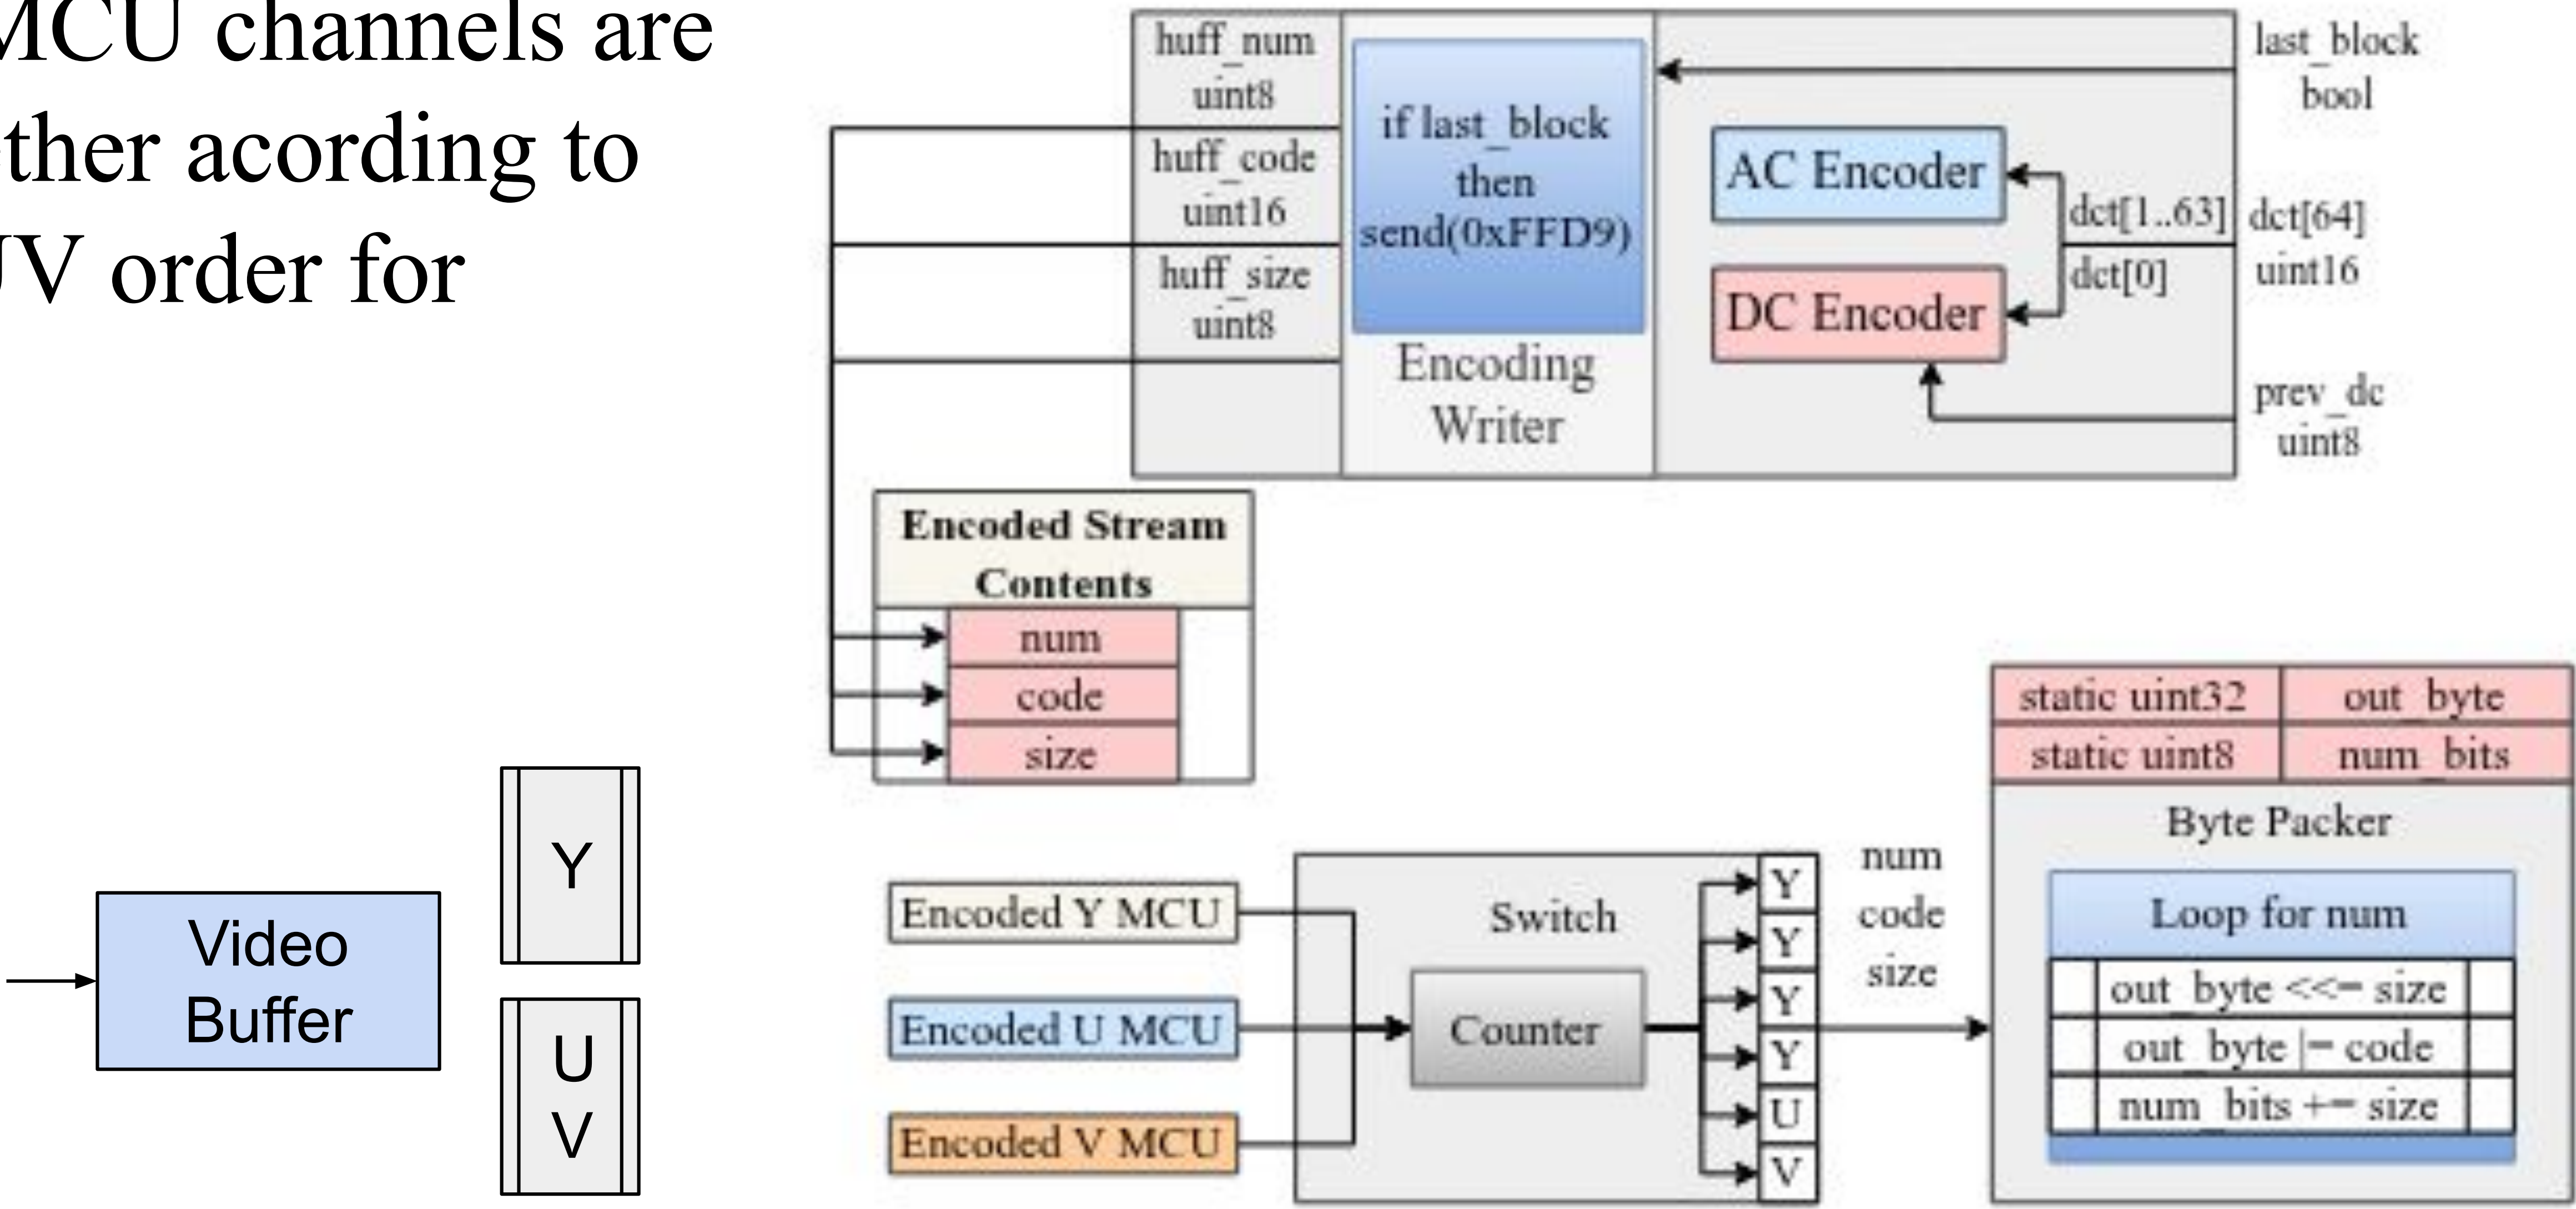 MCU channels are
ther acording to
UV order for
huff_num
uint8
huff_code
uint16
huff_size
uint8
if last_block
then
send(0xFFD9)
Encoding
Writer
AC Encoder
DC Encoder
dct[1..63]
dct[0]
last_block
bool
dct[64]
uint16
prev_dc
uint8
Encoded Stream
Contents
num
code
size
Video
Buffer
Y
U
V
Encoded Y MCU
Encoded U MCU
Encoded V MCU
Switch
Counter
Y
Y
Y
Y
U
V
num
code
size
static uint32 out_byte
static uint8 num_bits
Byte Packer
Loop for num
out_byte <<= size
out_byte |= code
num_bits += size